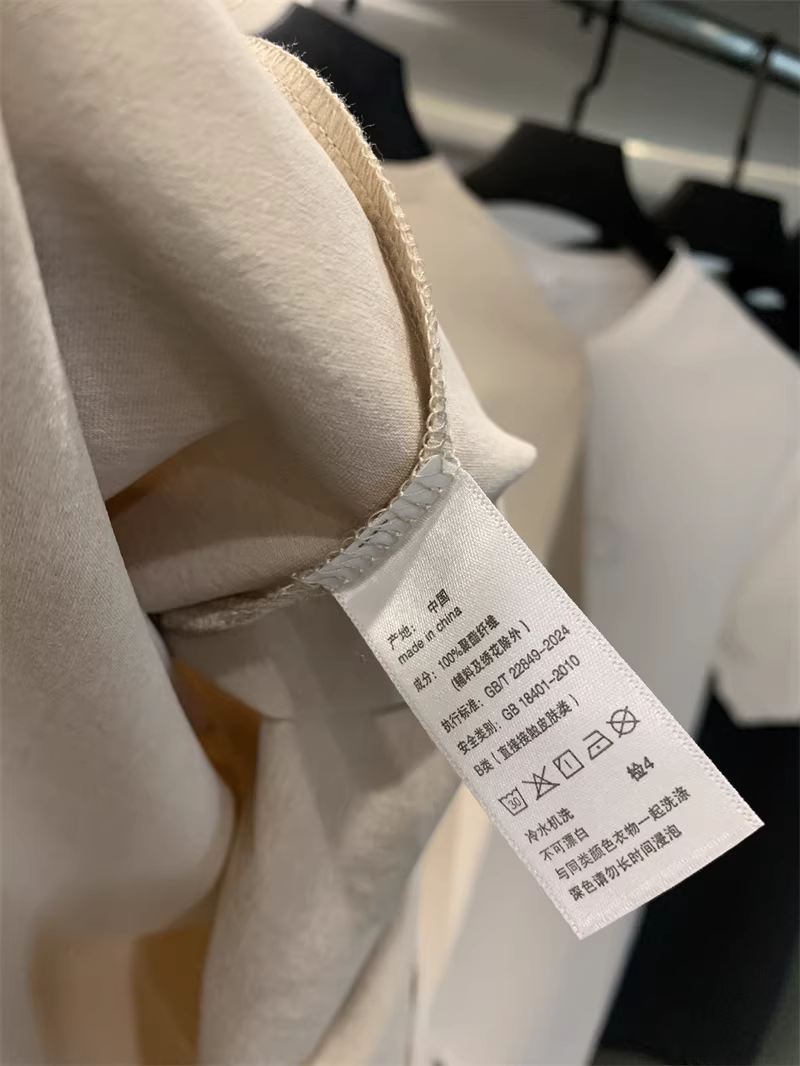 产地： 中国
made in china
成分：100%聚酯纤维
(辅料及绣花除外)
执行标准：GB/T 22849-2024
安全类别：GB 18401-2010
B类(直接接触皮肤类)
30 1
检4
冷水机洗
不可漂白
与同类颜色衣物一起洗涤
深色请勿长时间浸泡